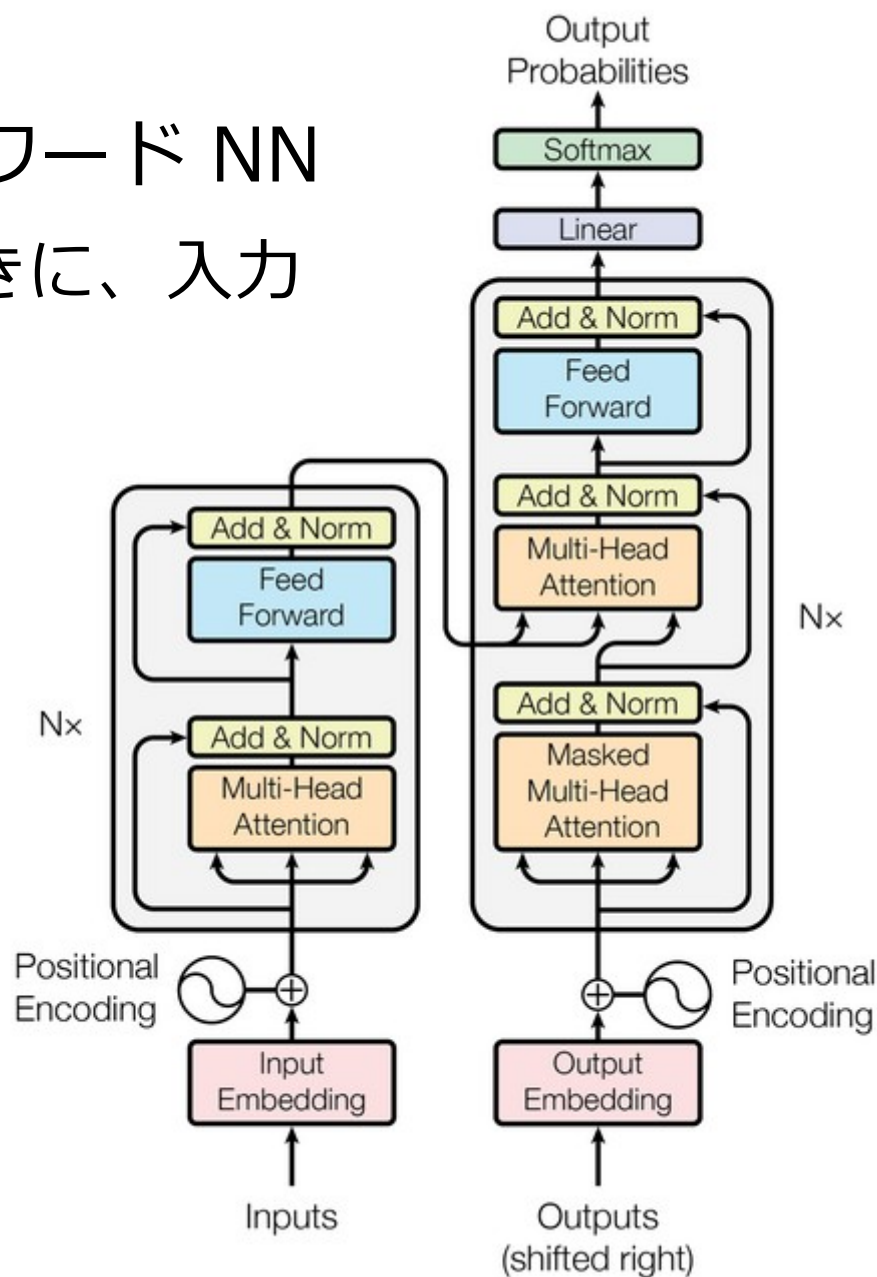 ワード NN
きに、入力
Output
Probabilities
Softmax
Linear
Add & Norm
Feed
Forward
Add & Norm
Multi-Head
Attention
Add & Norm
Masked
Multi-Head
Attention
Nx
Positional
Encoding
Output
Embedding
Outputs
(shifted right)
Add & Norm
Feed
Forward
Add & Norm
Multi-Head
Attention
Nx
Positional
Encoding
Input
Embedding
Inputs